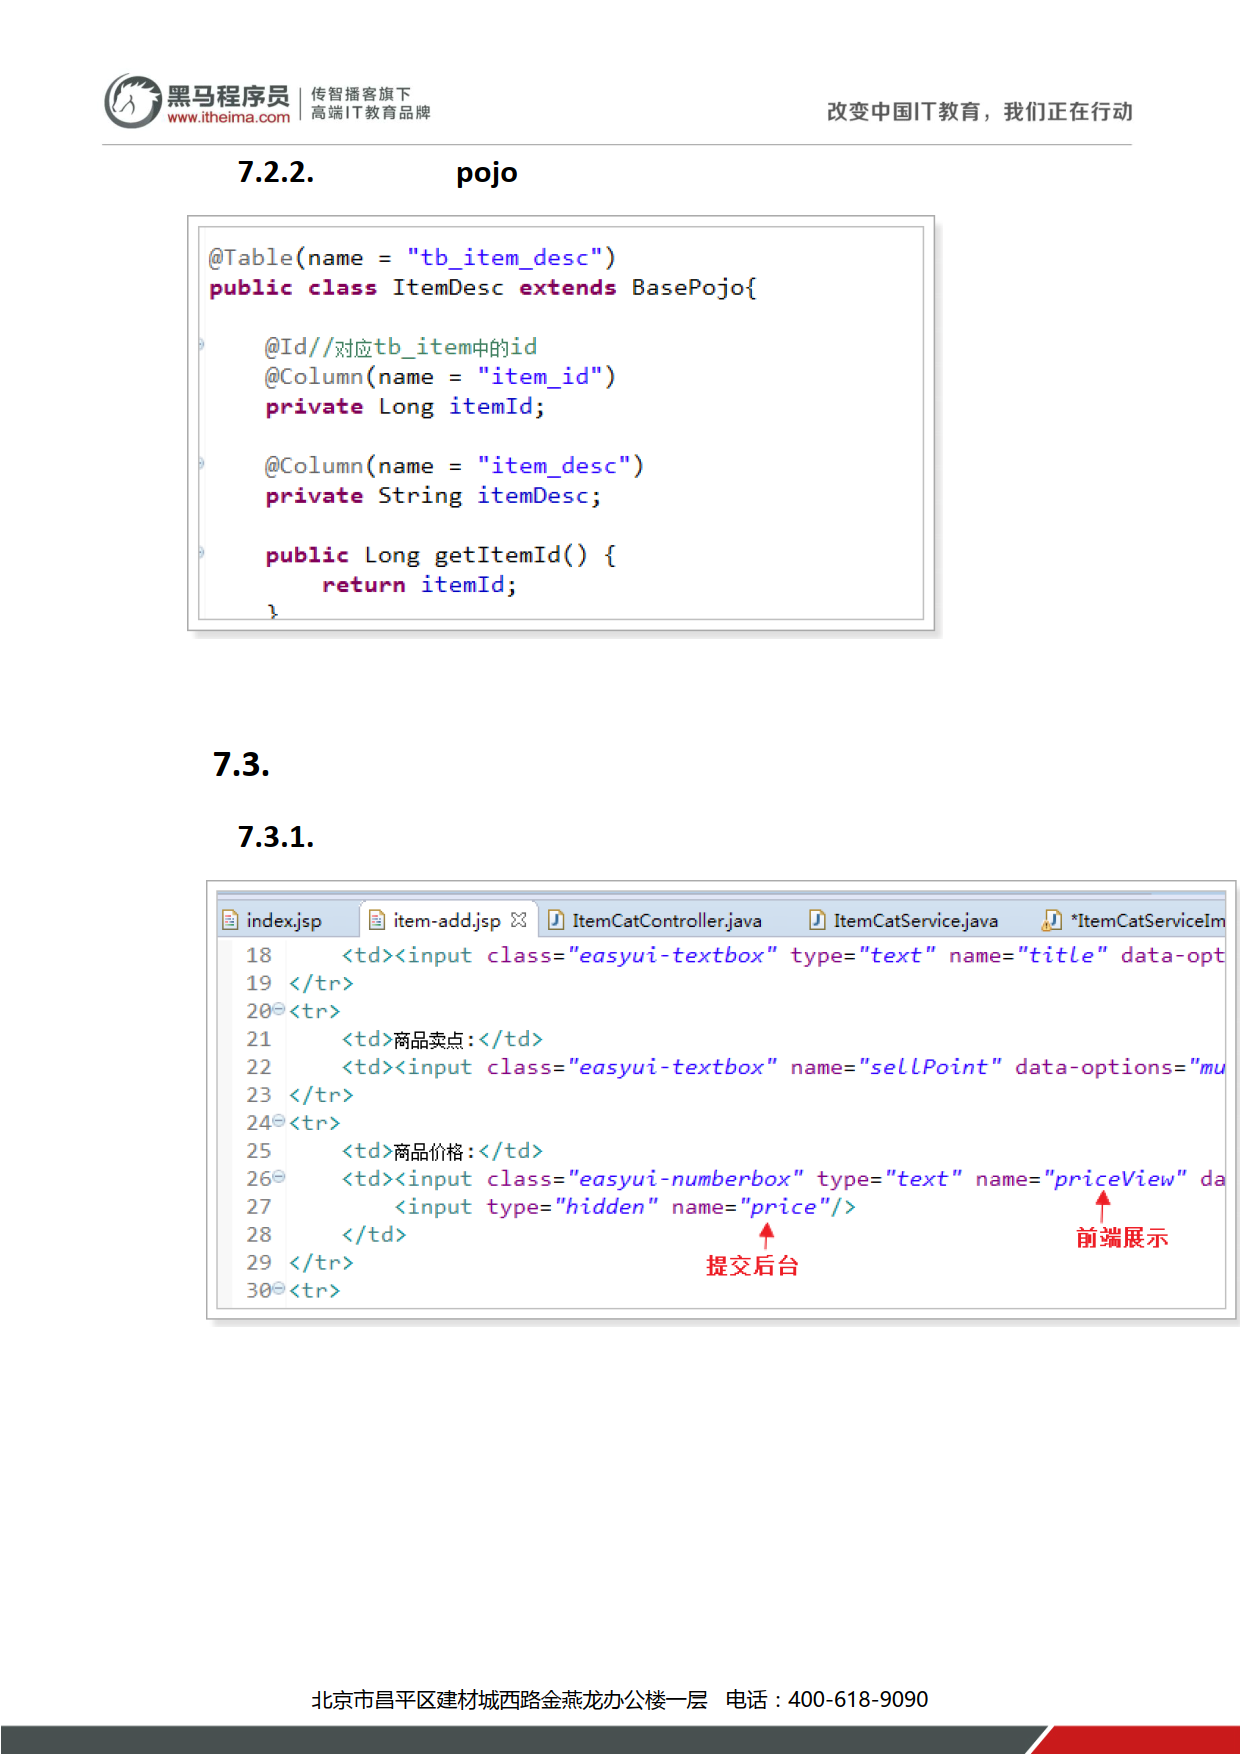 黑马程序员
www.itheima.com
传智播客旗下
高端IT教育品牌
改变中国IT教育，我们正在行动
7.2.2. pojo
@Table(name = "tb_item_desc")
public class ItemDesc extends BasePojo{
@Id//对应tb_item中的id
@Column(name = "item_id")
private Long itemId;
@Column(name = "item_desc")
private String itemDesc;
public Long getItemId() {
return itemId;
}
7.3.
7.3.1.
index.jsp item-add.jsp ItemCatController.java ItemCatService.java *ItemCatServiceIm
18 <td><input class="easyui-textbox" type="text" name="title" data-opt
19 </tr>
20 <tr>
21 <td>商品卖点:</td>
22 <td><input class="easyui-textbox" name="sellPoint" data-options="mu
23 </tr>
24 <tr>
25 <td>商品价格:</td>
26 <td><input class="easyui-numberbox" type="text" name="priceView" da
27 <input type="hidden" name="price"/>
28 </td>
前端展示
29 </tr>
提交后台
30 <tr>
北京市昌平区建材城西路金燕龙办公楼一层 电话：400-618-9090